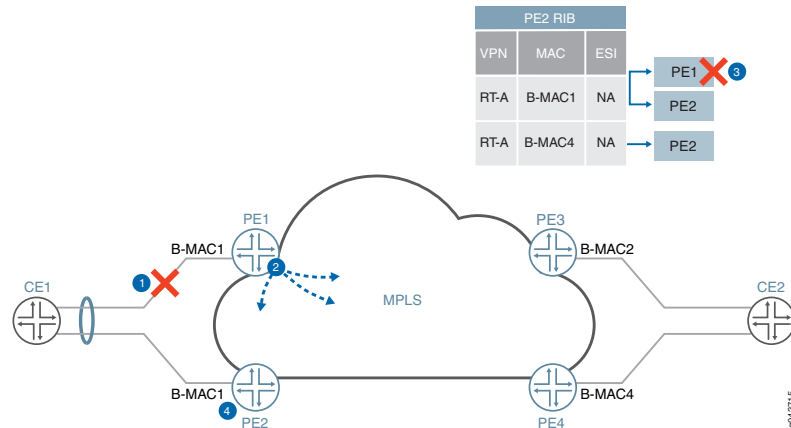 PE2 RIB
VPN MAC ESI
RT-A B-MAC1 NA
RT-A B-MAC4 NA
PE1
3
PE2
PE2
PE1
PE3
B-MAC1
B-MAC2
1
2
CE1
CE2
MPLS
B-MAC1
B-MAC4
4
PE2
PE4